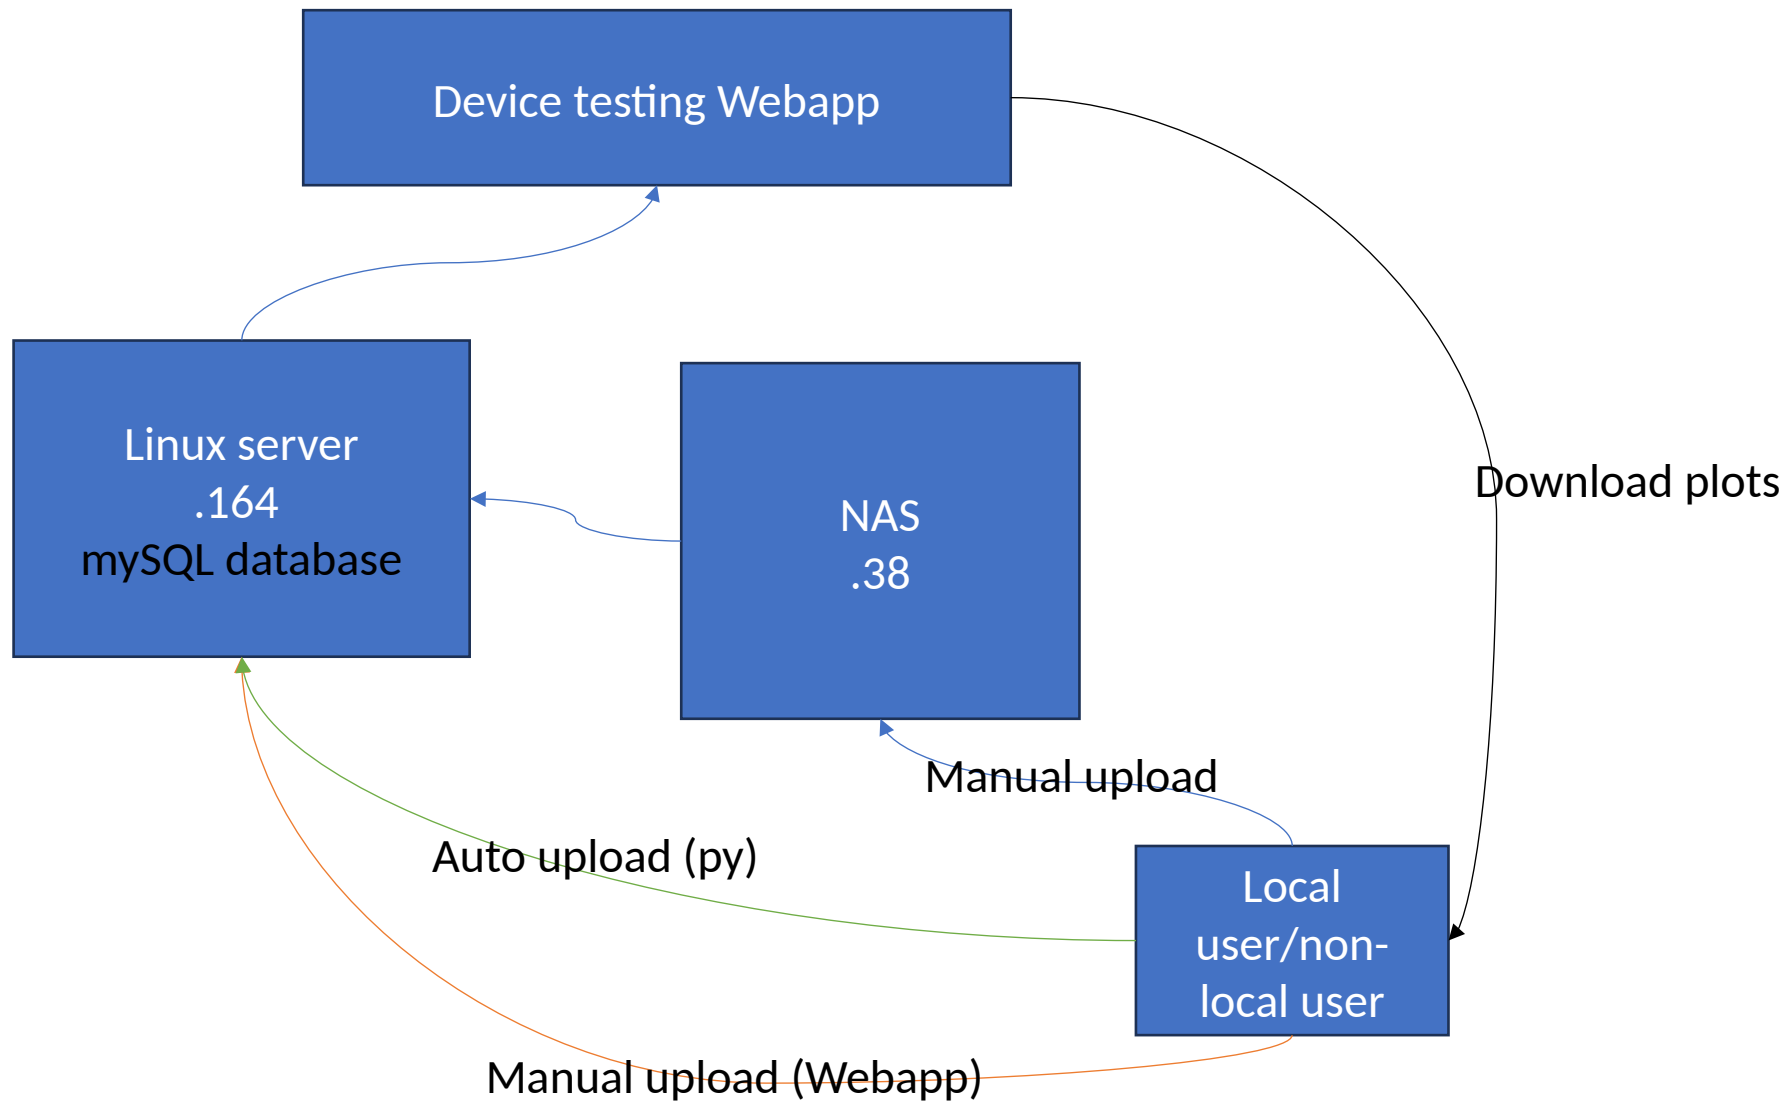 Device testing Webapp
Linux server
.164
mySQL database
NAS
.38
Download plots
Manual upload
Auto upload (py)
Local
user/non-
local user
Manual upload (Webapp)